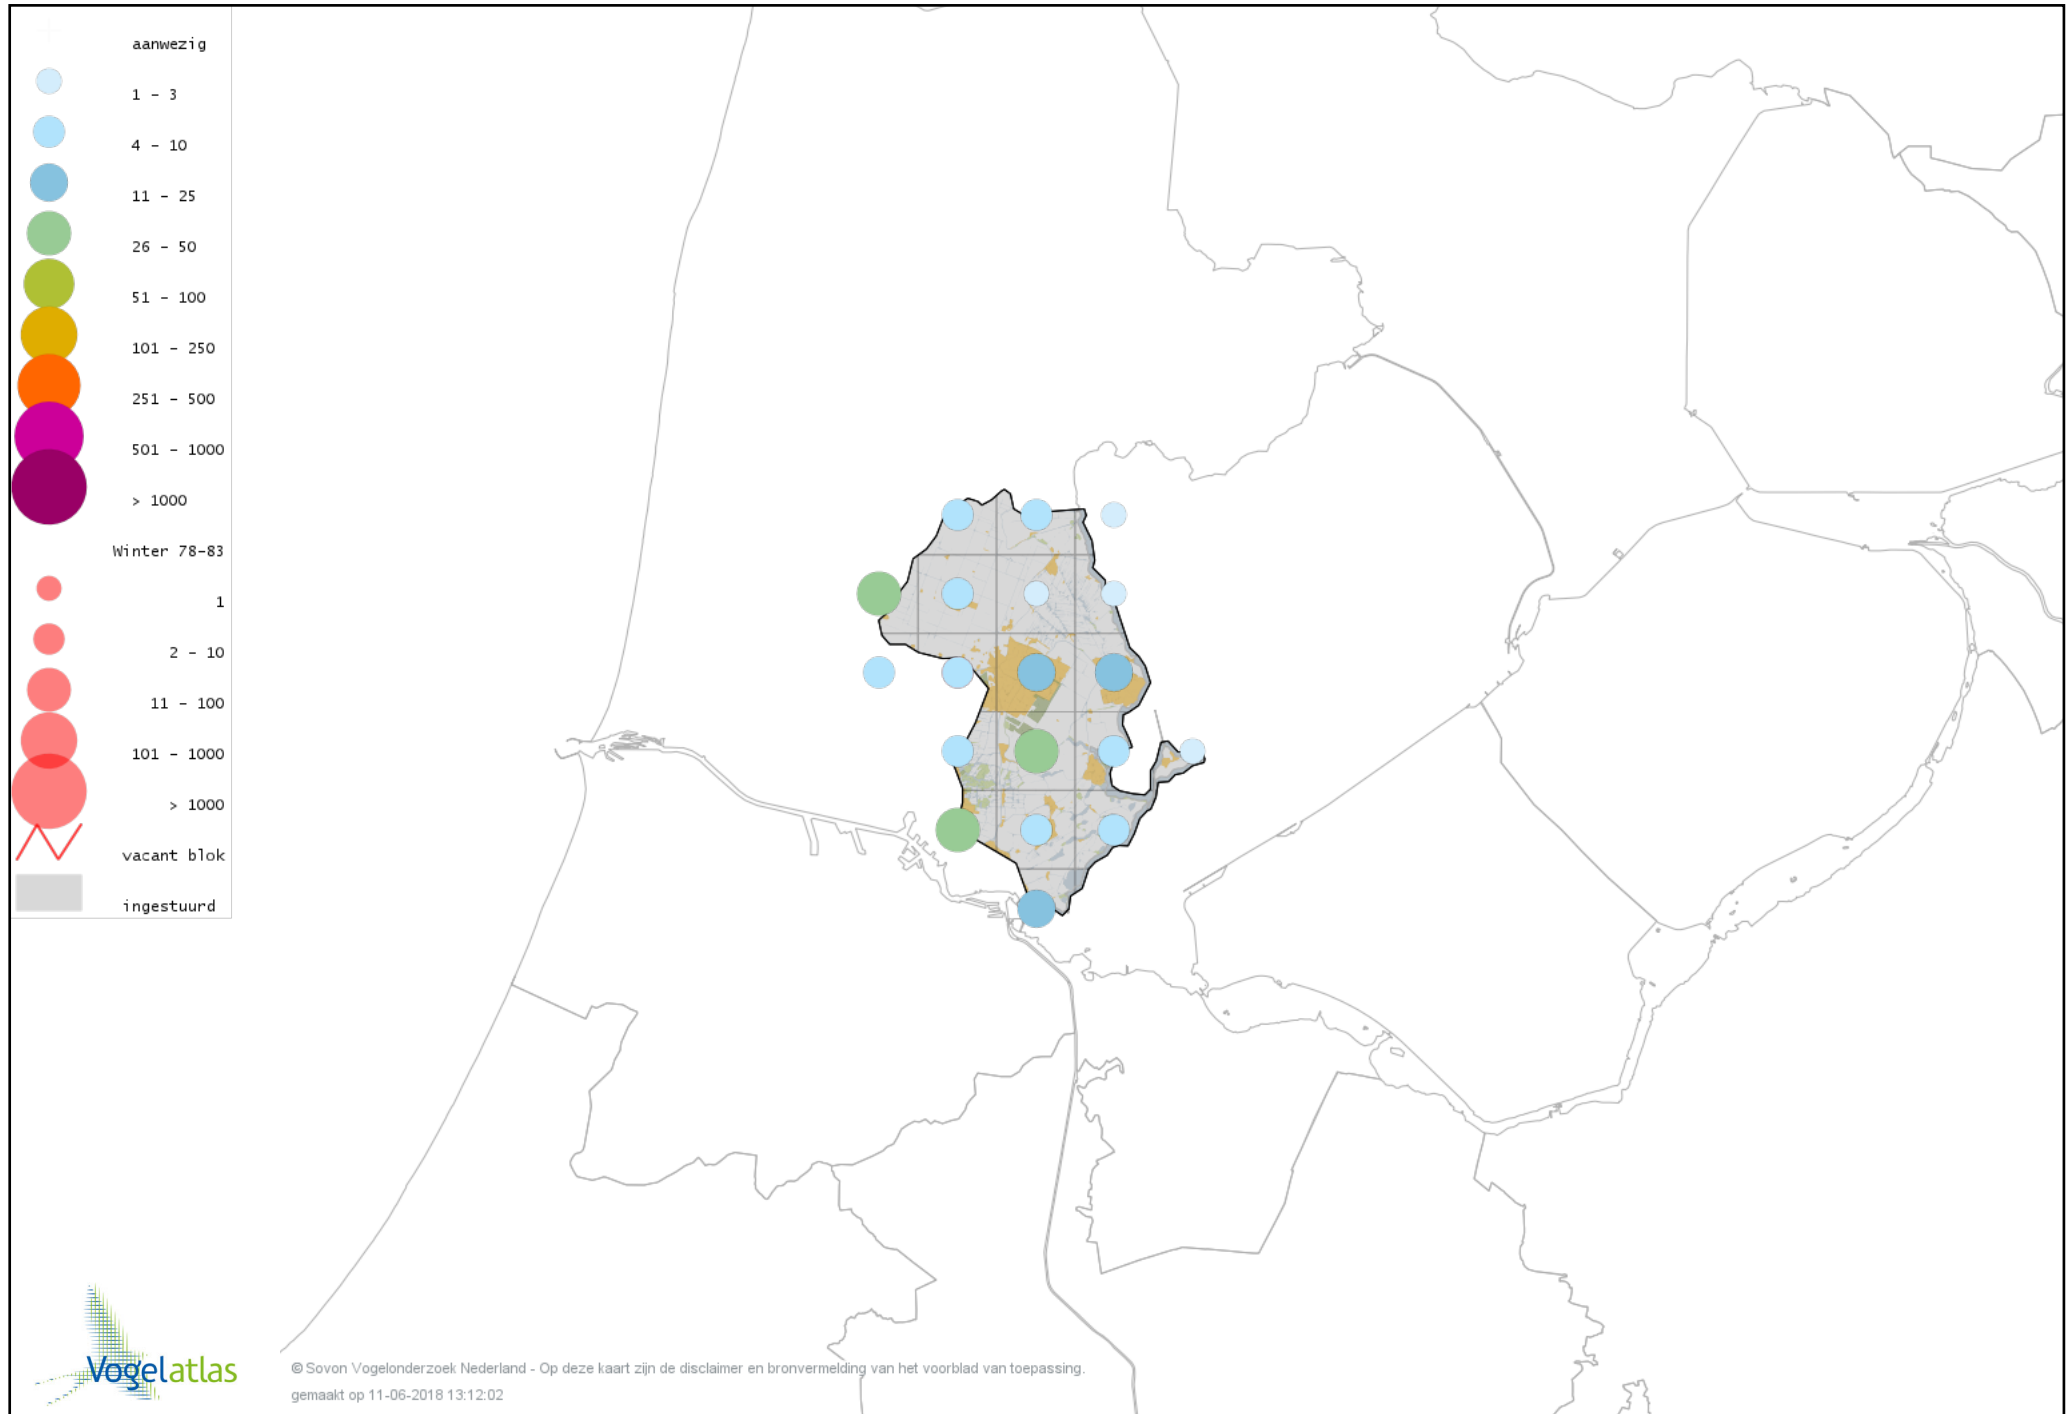 aanwezig
1 - 3
4 - 10
11 - 25
26 - 50
51 - 100
101 - 250
251 - 500
501 - 1000
> 1000
Winter 78-83
1
2 - 10
11 - 100
101 - 1000
> 1000
vacant blok
ingestuurd
Vogelatlas
© Sovon Vogelonderzoek Nederland - Op deze kaart zijn de disclaimer en bronvermelding van het voorblad van toepassing.
gemaakt op 11-06-2018 13:12:02